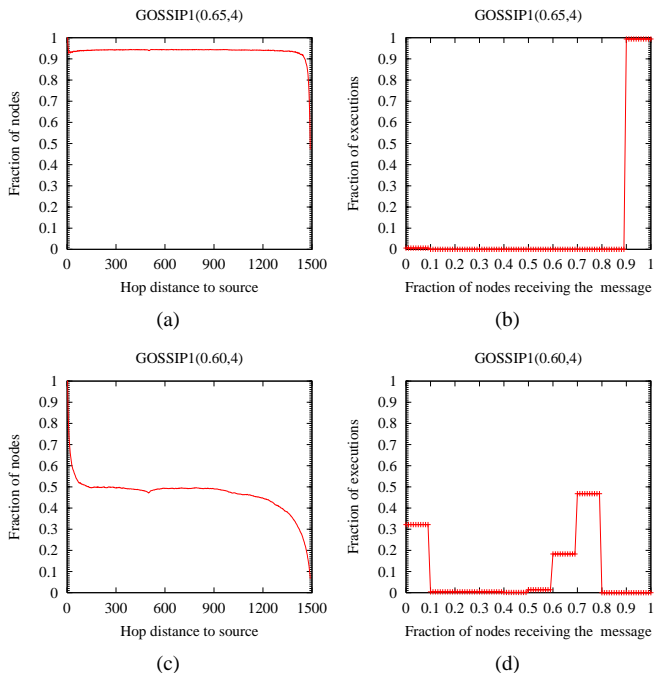 GOSSIP1(0.65,4)
1
0.9
0.8
0.7
0.6
0.5
0.4
0.3
0.2
0.1
0
Fraction of nodes
0 300 600 900 1200 1500
Hop distance to source
(a)
GOSSIP1(0.65,4)
1
0.9
0.8
0.7
0.6
0.5
0.4
0.3
0.2
0.1
0
Fraction of executions
0 0.1 0.2 0.3 0.4 0.5 0.6 0.7 0.8 0.9 1
Fraction of nodes receiving the message
(b)
GOSSIP1(0.60,4)
1
0.9
0.8
0.7
0.6
0.5
0.4
0.3
0.2
0.1
0
Fraction of nodes
0 300 600 900 1200 1500
Hop distance to source
(c)
GOSSIP1(0.60,4)
1
0.9
0.8
0.7
0.6
0.5
0.4
0.3
0.2
0.1
0
Fraction of executions
0 0.1 0.2 0.3 0.4 0.5 0.6 0.7 0.8 0.9 1
Fraction of nodes receiving the message
(d)